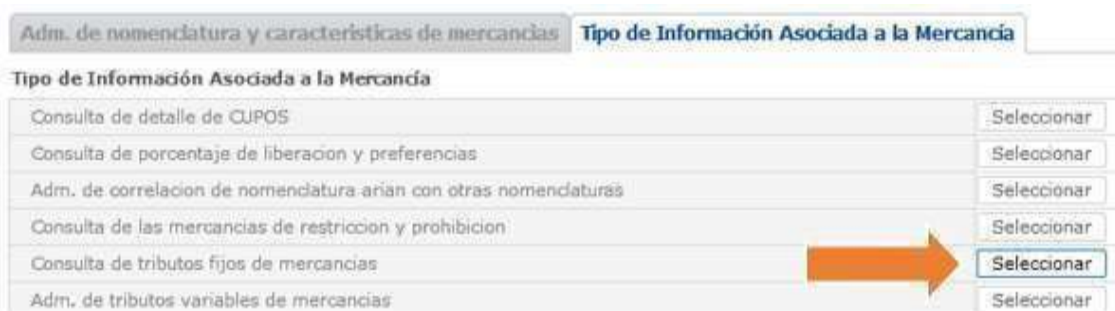 Adm. de nomenclatura y caracteristicas de mercancias Tipo de Información Asociada a la Mercancía
Tipo de Información Asociada a la Mercancía
Consulta de detalle de CUPOS Seleccionar
Consulta de porcentaje de liberacion y preferencias Seleccionar
Adm. de correlacion de nomenclatura arian con otras nomenclaturas Seleccionar
Consulta de las mercancias de restriccion y prohibicion Seleccionar
Consulta de tributos fijos de mercancias Seleccionar
Adm. de tributos variables de mercancias Seleccionar